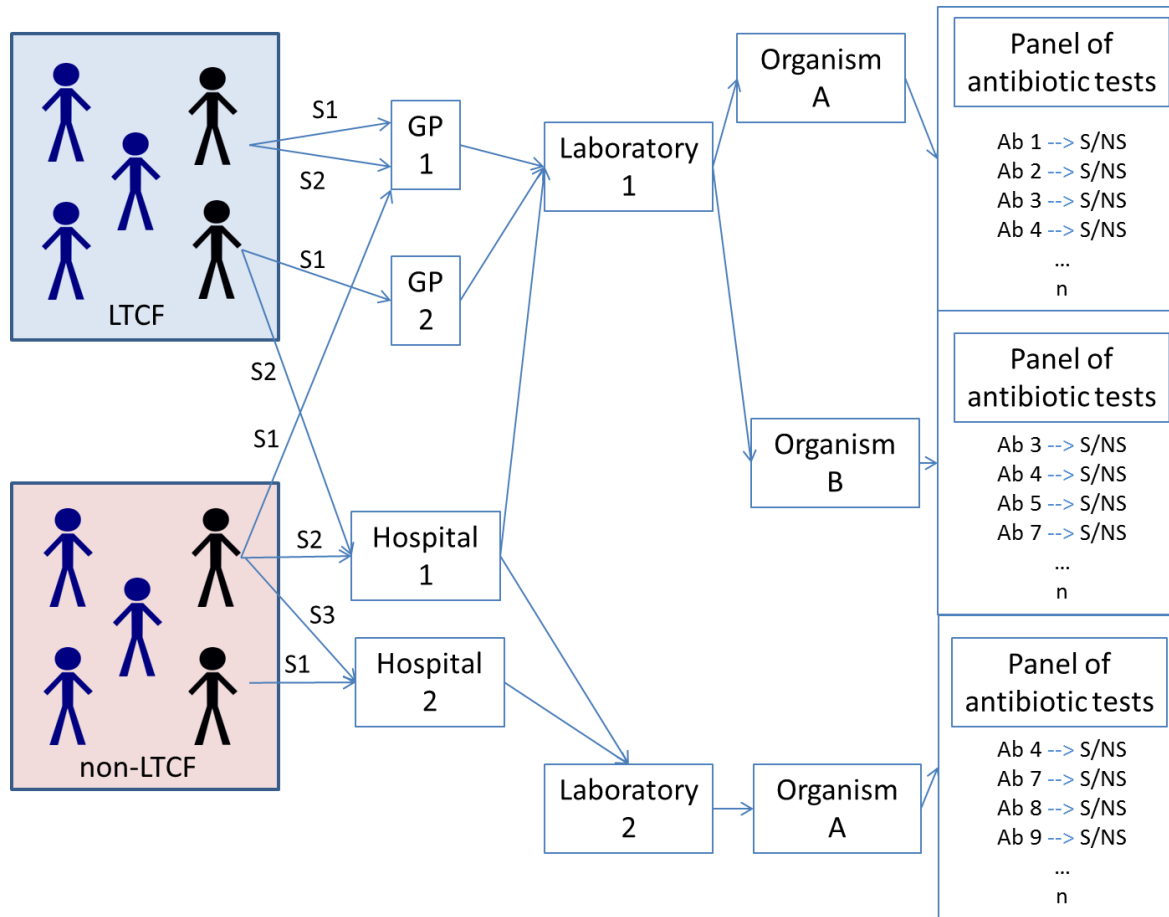 S1
S2
S1
LTCF
S2
S1
S2
S3
S1
non-LTCF
GP
1
GP
2
Hospital
1
Hospital
2
Laboratory
1
Laboratory
2
Organism
A
Organism
B
Organism
A
Panel of
antibiotic tests
Ab 1 --> S/NS
Ab 2 --> S/NS
Ab 3 --> S/NS
Ab 4 --> S/NS
...
n
Panel of
antibiotic tests
Ab 3 --> S/NS
Ab 4 --> S/NS
Ab 5 --> S/NS
Ab 7 --> S/NS
...
n
Panel of
antibiotic tests
Ab 4 --> S/NS
Ab 7 --> S/NS
Ab 8 --> S/NS
Ab 9 --> S/NS
...
n